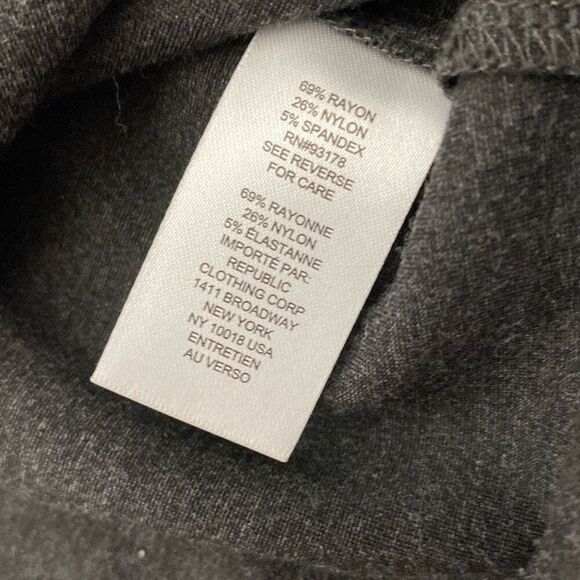 69% RAYON
26% NYLON
5% SPANDEX
RN#93178
SEE REVERSE
FOR CARE
69% RAYONNE
26% NYLON
5% ÉLASTANNE
IMPORTÉ PAR.
REPUBLIC
CLOTHING CORP
1411 BROADWAY
NEW YORK
NY 10018 USA
ENTRETIEN
AU VERSO